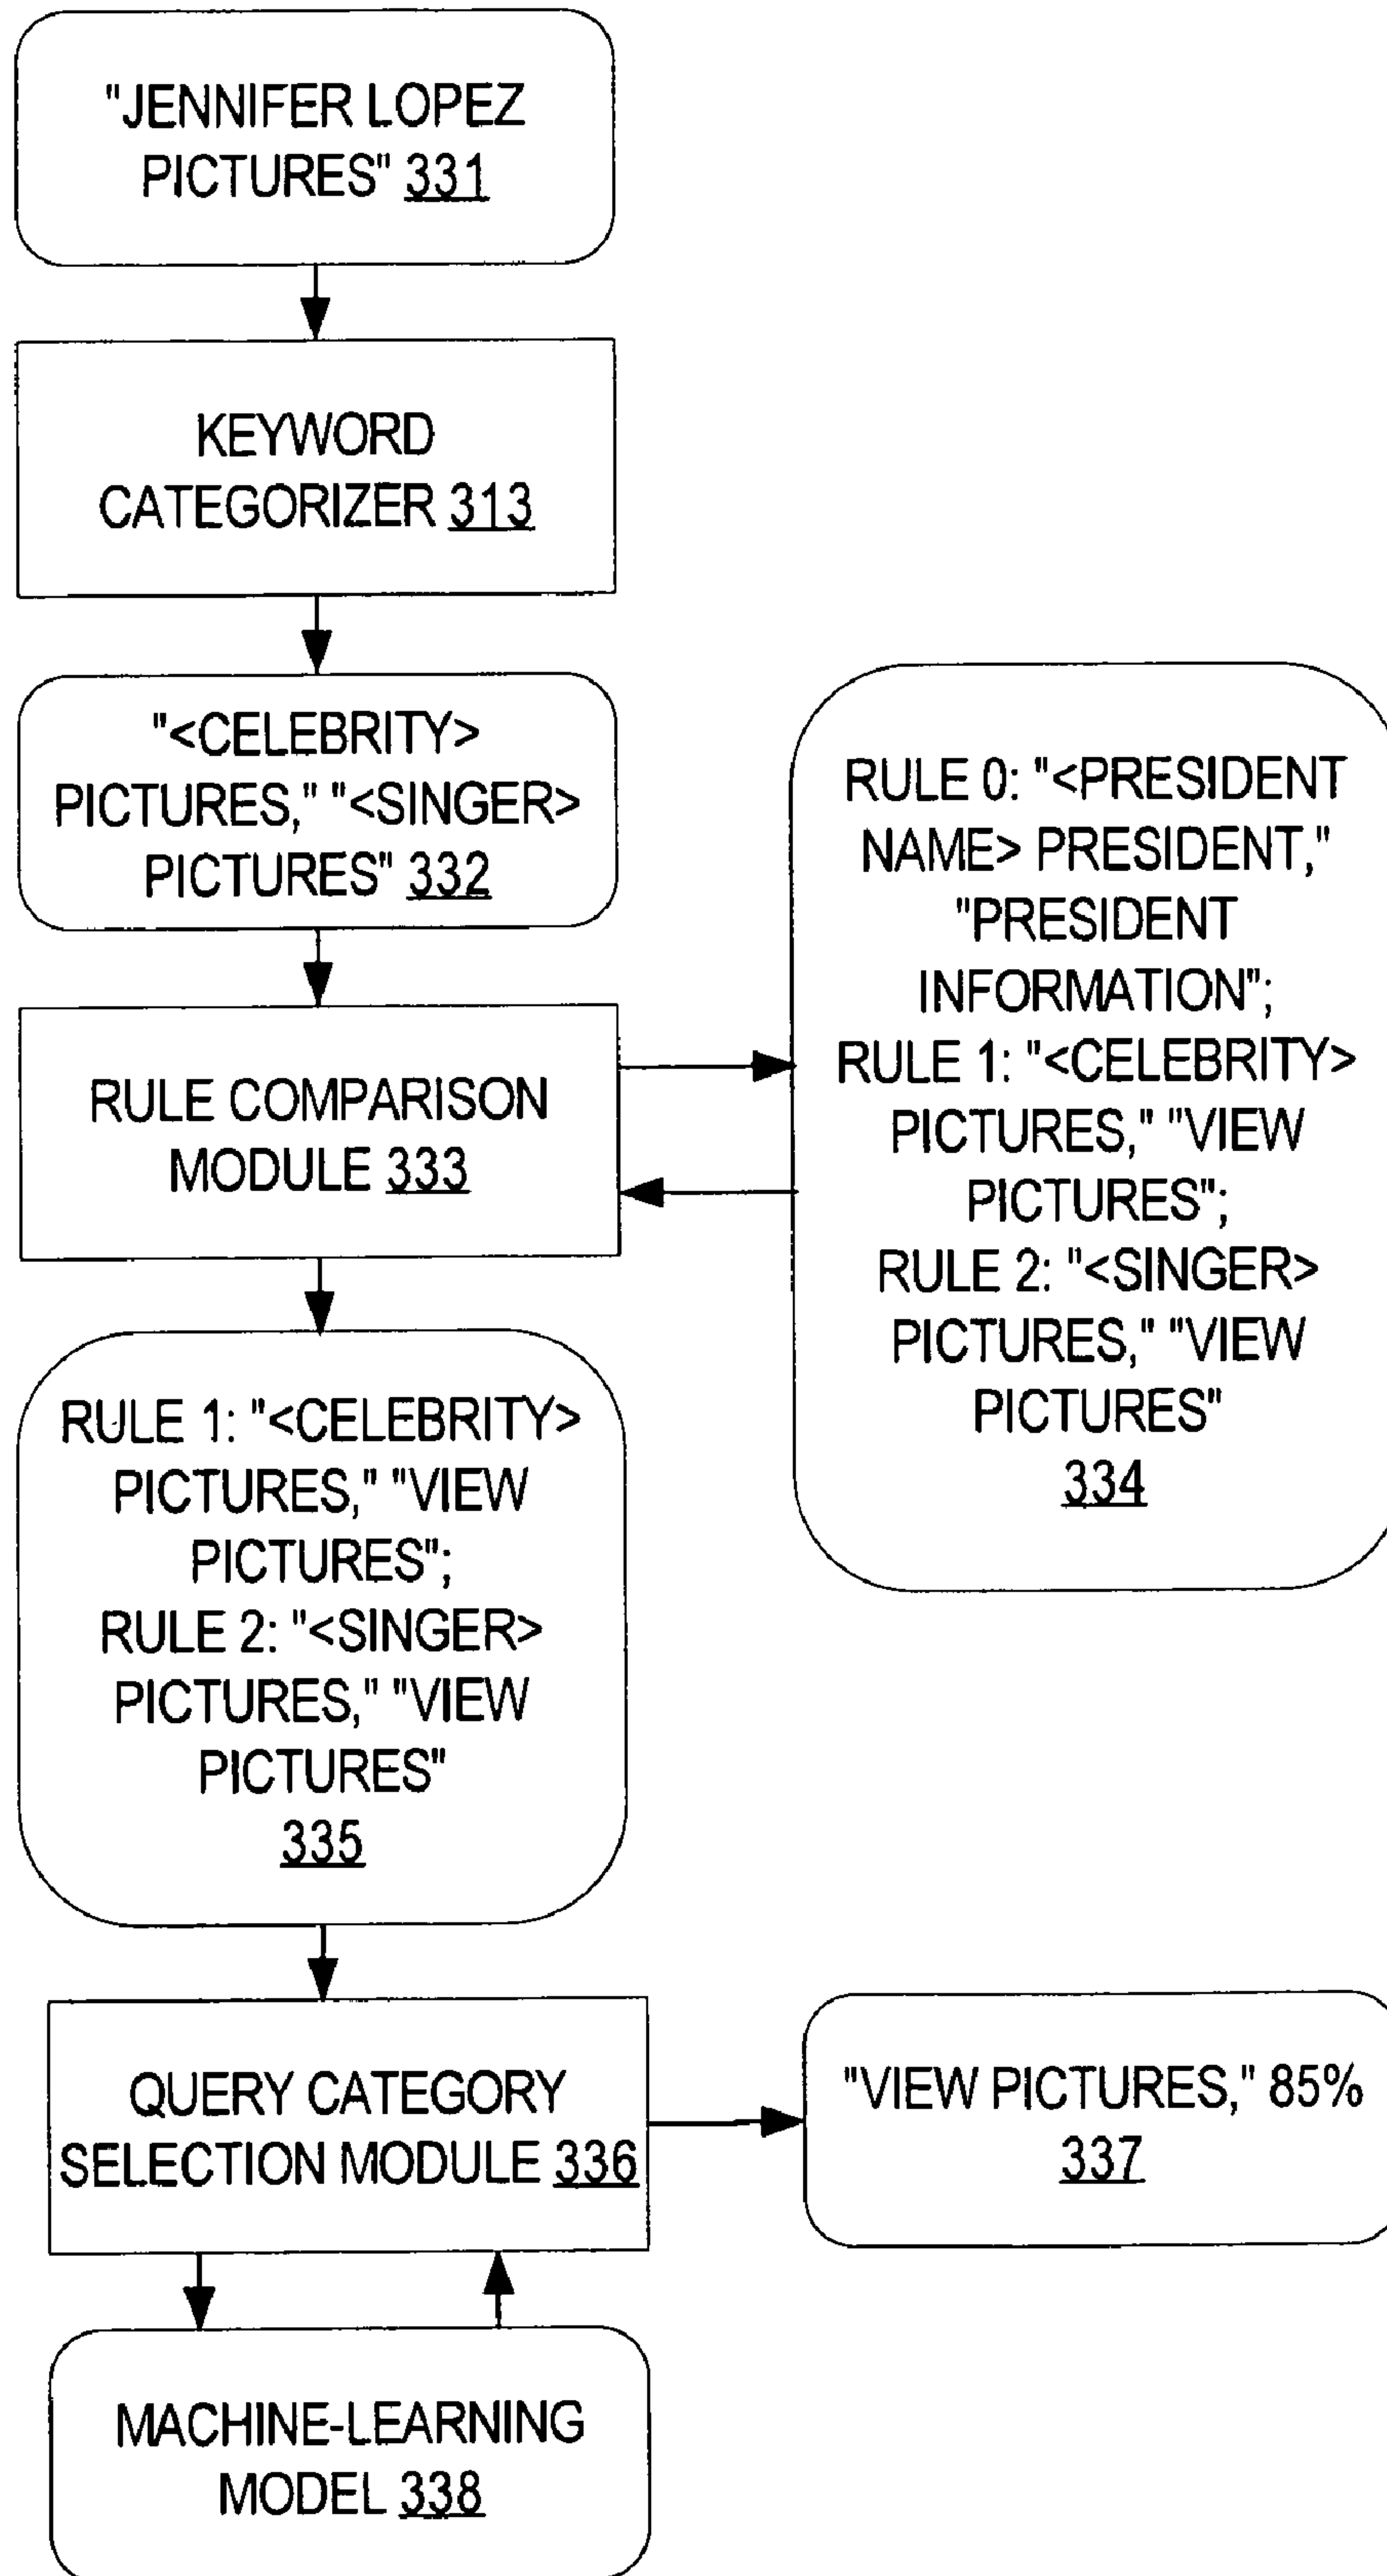 "JENNIFER LOPEZ
PICTURES" 331
KEYWORD
CATEGORIZER 313
"<CELEBRITY>
PICTURES," "<SINGER>
PICTURES" 332
RULE COMPARISON
MODULE 333
RULE 0: "<PRESIDENT
NAME> PRESIDENT,"
"PRESIDENT
INFORMATION";
RULE 1: "<CELEBRITY>
PICTURES," "VIEW
PICTURES";
RULE 2: "<SINGER>
PICTURES," "VIEW
PICTURES"
334
RULE 1: "<CELEBRITY>
PICTURES," "VIEW
PICTURES";
RULE 2: "<SINGER>
PICTURES," "VIEW
PICTURES"
335
QUERY CATEGORY
SELECTION MODULE 336
"VIEW PICTURES," 85%
337
MACHINE-LEARNING
MODEL 338